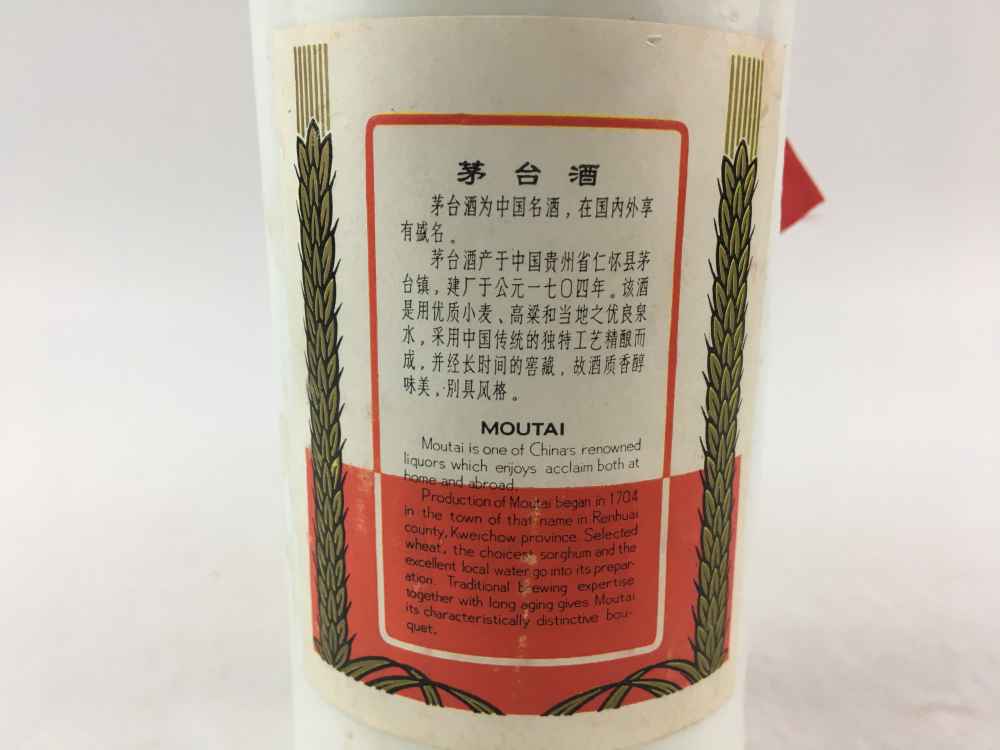 茅台酒
茅台酒为中国名酒，在国内外享
有盛名。
茅台酒产于中国贵州省仁怀县茅
台镇，建厂于公元一七〇四年。该酒
是用优质小麦、高粱和当地之优良泉
水，采用中国传统的独特工艺精酿而
成，并经长时间的窖藏，故酒质香醇
味美，别具风格。
MOUTAI
Moutai is one of China's renowned
liquors which enjoys acclaim both at
home and abroad.
Production of Moutai began in 1704
in the town of that name in Renhuai
county, Kweichow province. Selected
wheat, the choicest sorghum and the
excellent local water go into its prepar-
ation. Traditional brewing expertise
together with long aging gives Moutai
its characteristically distinctive bou-
quet.